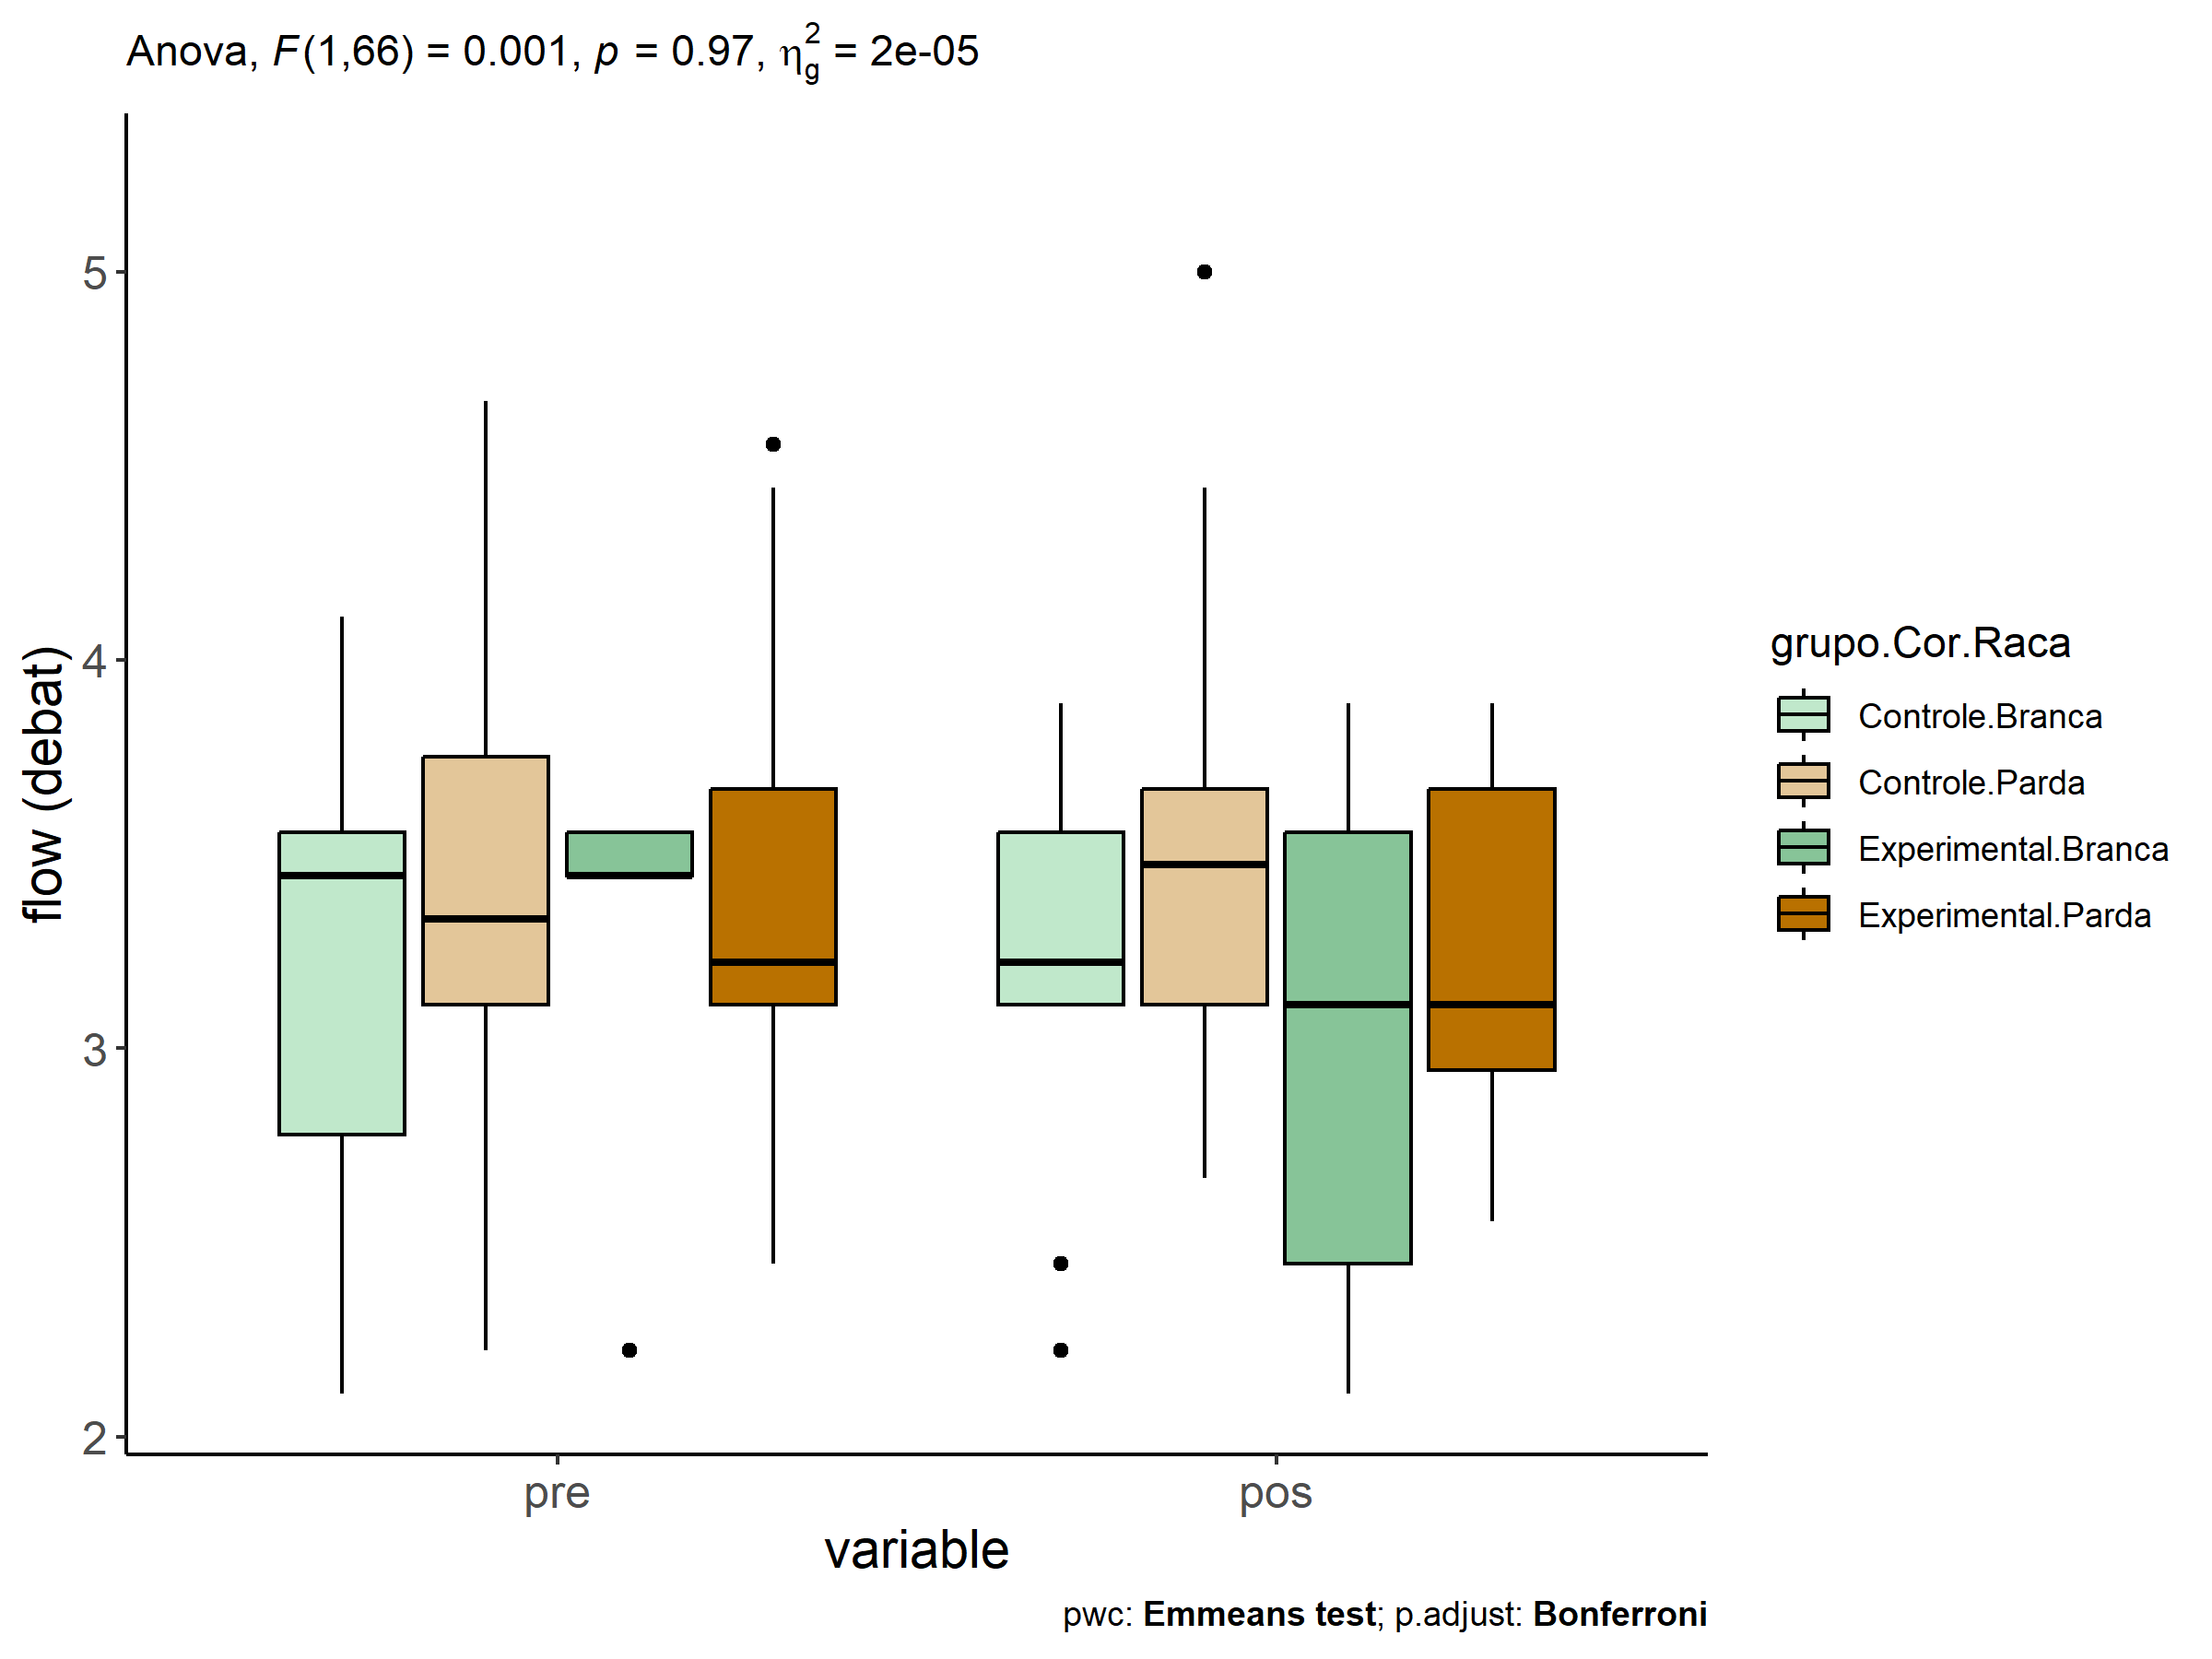 Anova, F(1,66) = 0.001, p = 0.97, η²g = 2e-05
5
4
3
2
flow (debat)
pre
pos
variable
grupo.Cor.Raca
Controle.Branca
Controle.Parda
Experimental.Branca
Experimental.Parda
pwc: Emmeans test; p.adjust: Bonferroni